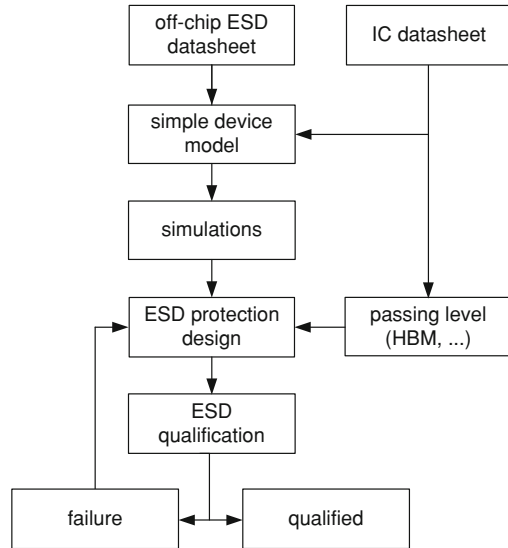 off-chip ESD
datasheet
IC datasheet
simple device
model
simulations
ESD protection
design
passing level
(HBM, ...)
ESD
qualification
failure
qualified